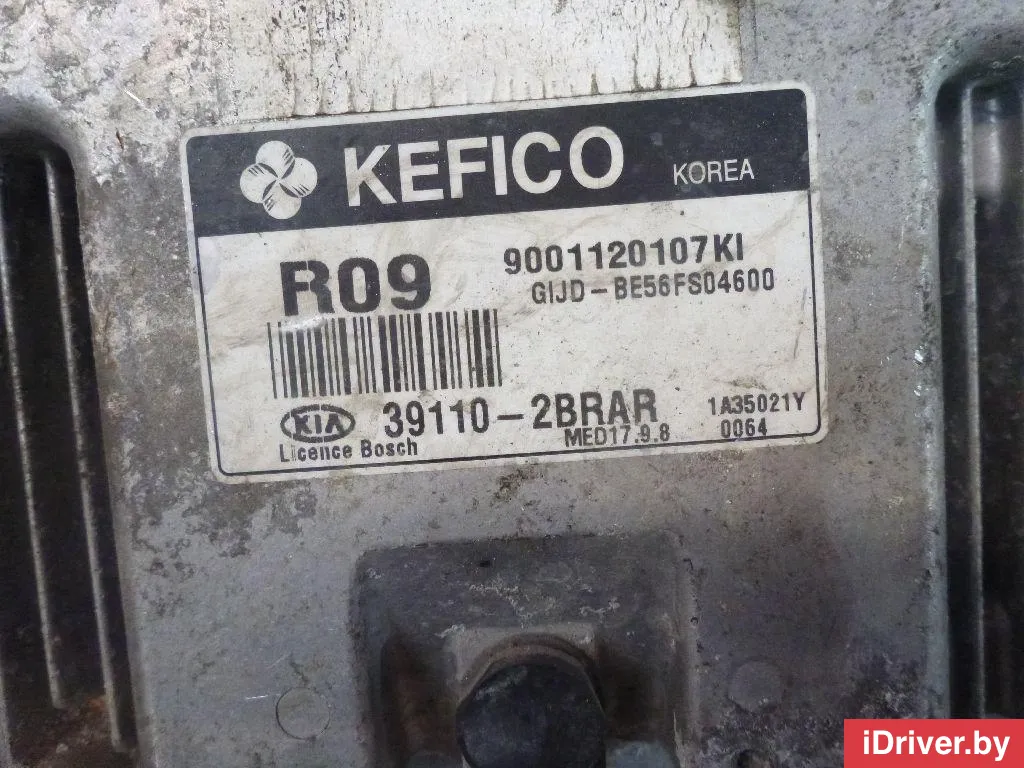 KEFICO KOREA
R09
9001120107KI
GIJD-BE56FS04600
KIA 39110-2BRAR 1A35021Y
Licence Bosch MED17.9.8 0064
iDriver.by